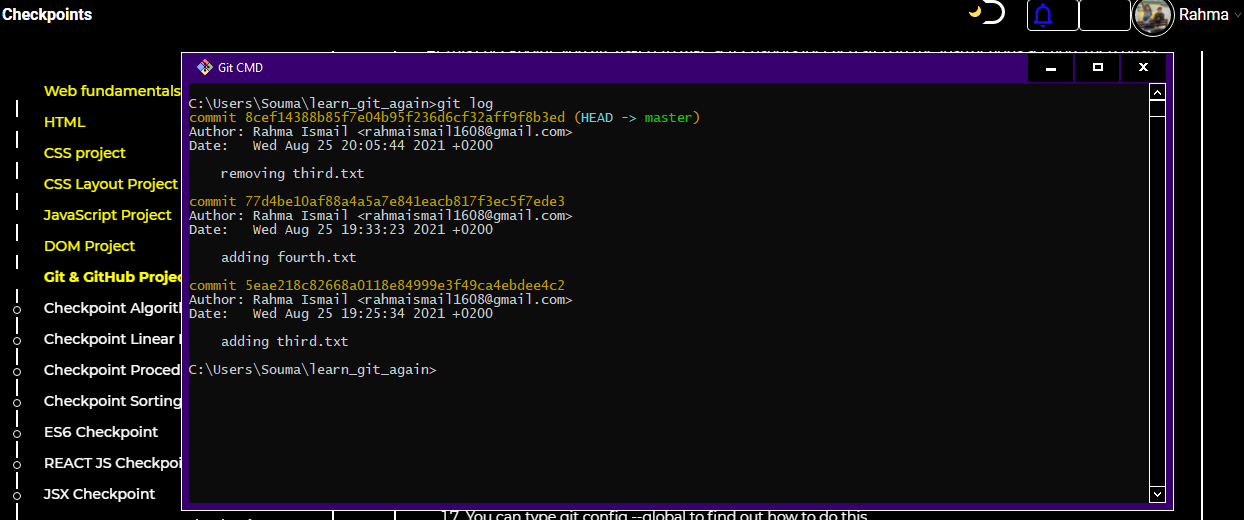 Checkpoints
Rahma
Git CMD
Web fundamentals
HTML
CSS project
CSS Layout Project
JavaScript Project
DOM Project
Git & GitHub Projec
Checkpoint Algorith
Checkpoint Linear
Checkpoint Proced
Checkpoint Sorting
ES6 Checkpoint
REACT JS Checkpoi
JSX Checkpoint
C:\Users\Souma\learn_git_again>git log
commit 8cef14388b85f7e04b95f236d6cf32aff9f8b3ed (HEAD -> master)
Author: Rahma Ismail <rahmaismail1608@gmail.com>
Date:   Wed Aug 25 20:05:44 2021 +0200
removing third.txt
commit 77d4be10af88a4a5a7e841eacb817f3ec5f7ede3
Author: Rahma Ismail <rahmaismail1608@gmail.com>
Date:   Wed Aug 25 19:33:23 2021 +0200
adding fourth.txt
commit 5eae218c82668a0118e84999e3f49ca4ebdee4c2
Author: Rahma Ismail <rahmaismail1608@gmail.com>
Date:   Wed Aug 25 19:25:34 2021 +0200
adding third.txt
C:\Users\Souma\learn_git_again>
17. You can type git config --global to find out how to do this